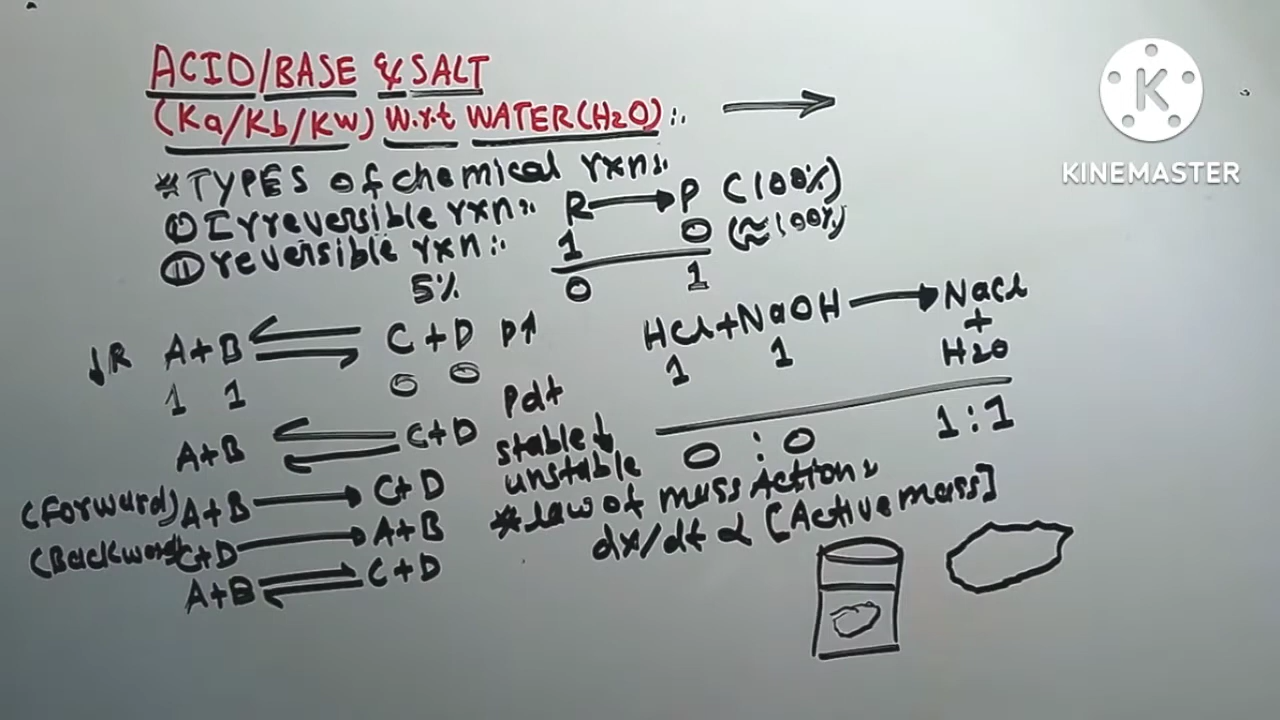 ACID/BASE & SALT
(Ka/Kb/Kw) w.r.t WATER(H2O):.
*TYPES of chemical rxn:.
(i) Irreversible rxn:. R → P (100%)
1 0 (≈100%)
(ii) reversible rxn:.
0 1
5%
A+B ⇌ C+D P↑
↓R
1 1 0 0
HCl+NaOH → NaCl
+
H2O
1 1
0 : 0 1:1
A+B ⇌ C+D
(Forward) A+B → C+D
(Backward) C+D → A+B
A+B ⇌ C+D
Pdt
stable↓
unstable
*law of mass Action:
dx/dt ∝ [Active mass]
K
KINEMASTER